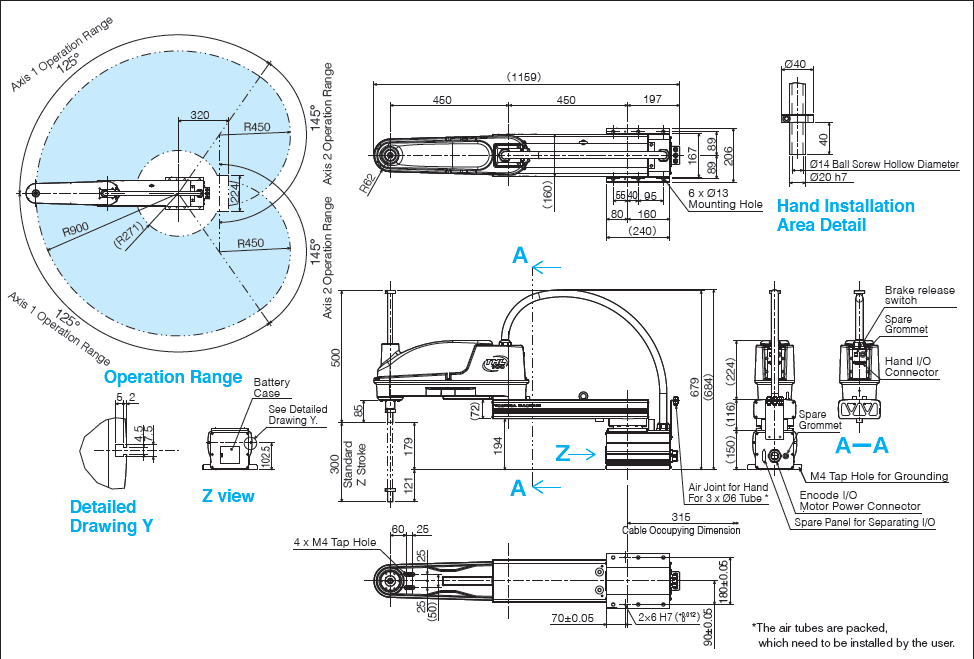 Axis 1 Operation Range
125°
320
R450
145°
Axis 2 Operation Range
(224)
R900
(R271)
R450
145°
Axis 2 Operation Range
125°
Axis 1 Operation Range
Operation Range
(1159)
450
450
197
R62
(160)
167
89
89
206
55
40
95
80
160
(240)
6 x Ø13
Mounting Hole
Ø40
40
Ø14 Ball Screw Hollow Diameter
Ø20 h7
Hand Installation
Area Detail
5
2
4.5
7.5
Detailed
Drawing Y
Battery
Case
See Detailed
Drawing Y.
102.5
Z view
A
500
85
300
Standard
Z Stroke
179
121
(72)
194
679
(684)
Z
A
Air Joint for Hand
For 3 x Ø6 Tube *
315
Cable Occupying Dimension
(224)
(116)
(150)
Brake release
switch
Spare
Grommet
Hand I/O
Connector
Spare
Grommet
A–A
M4 Tap Hole for Grounding
Encode I/O
Motor Power Connector
Spare Panel for Separating I/O
60
25
4 x M4 Tap Hole
25
25
(50)
70±0.05
2×6 H7 (+0.012 0)
180±0.05
90±0.05
*The air tubes are packed,
which need to be installed by the user.